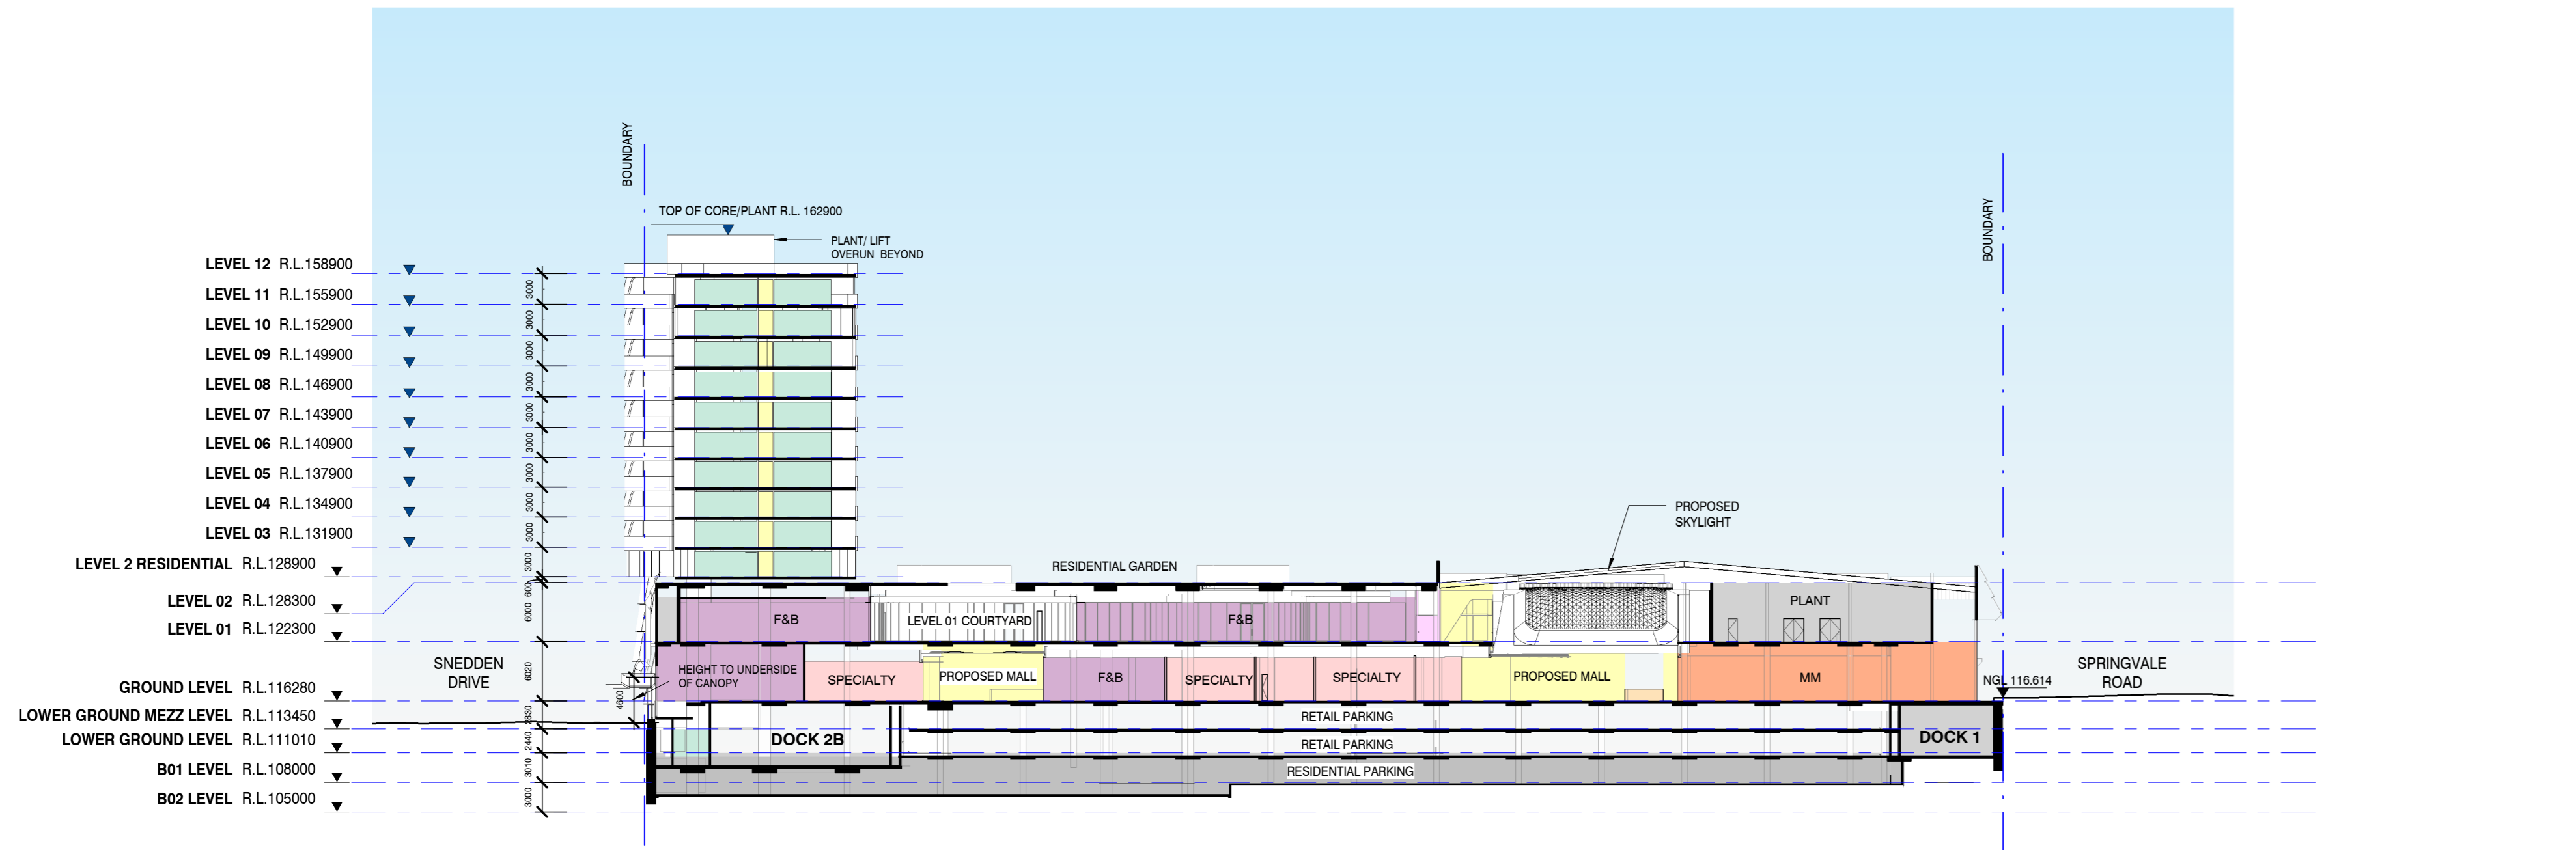 BOUNDARY
BOUNDARY
TOP OF CORE/PLANT R.L. 162900
PLANT/ LIFT
OVERUN BEYOND
LEVEL 12 R.L.158900
LEVEL 11 R.L.155900
LEVEL 10 R.L.152900
LEVEL 09 R.L.149900
LEVEL 08 R.L.146900
LEVEL 07 R.L.143900
LEVEL 06 R.L.140900
LEVEL 05 R.L.137900
LEVEL 04 R.L.134900
LEVEL 03 R.L.131900
LEVEL 2 RESIDENTIAL R.L.128900
LEVEL 02 R.L.128300
LEVEL 01 R.L.122300
GROUND LEVEL R.L.116280
LOWER GROUND MEZZ LEVEL R.L.113450
LOWER GROUND LEVEL R.L.111010
B01 LEVEL R.L.108000
B02 LEVEL R.L.105000
3000
3000
3000
3000
3000
3000
3000
3000
3000
3000
600
6000
6020
2830
2440
3010
3000
4600
SNEDDEN
DRIVE
PROPOSED
SKYLIGHT
RESIDENTIAL GARDEN
F&B
LEVEL 01 COURTYARD
F&B
PLANT
HEIGHT TO UNDERSIDE
OF CANOPY
SPECIALTY
PROPOSED MALL
F&B
SPECIALTY
SPECIALTY
PROPOSED MALL
MM
NGL 116.614
SPRINGVALE
ROAD
RETAIL PARKING
DOCK 2B
RETAIL PARKING
DOCK 1
RESIDENTIAL PARKING